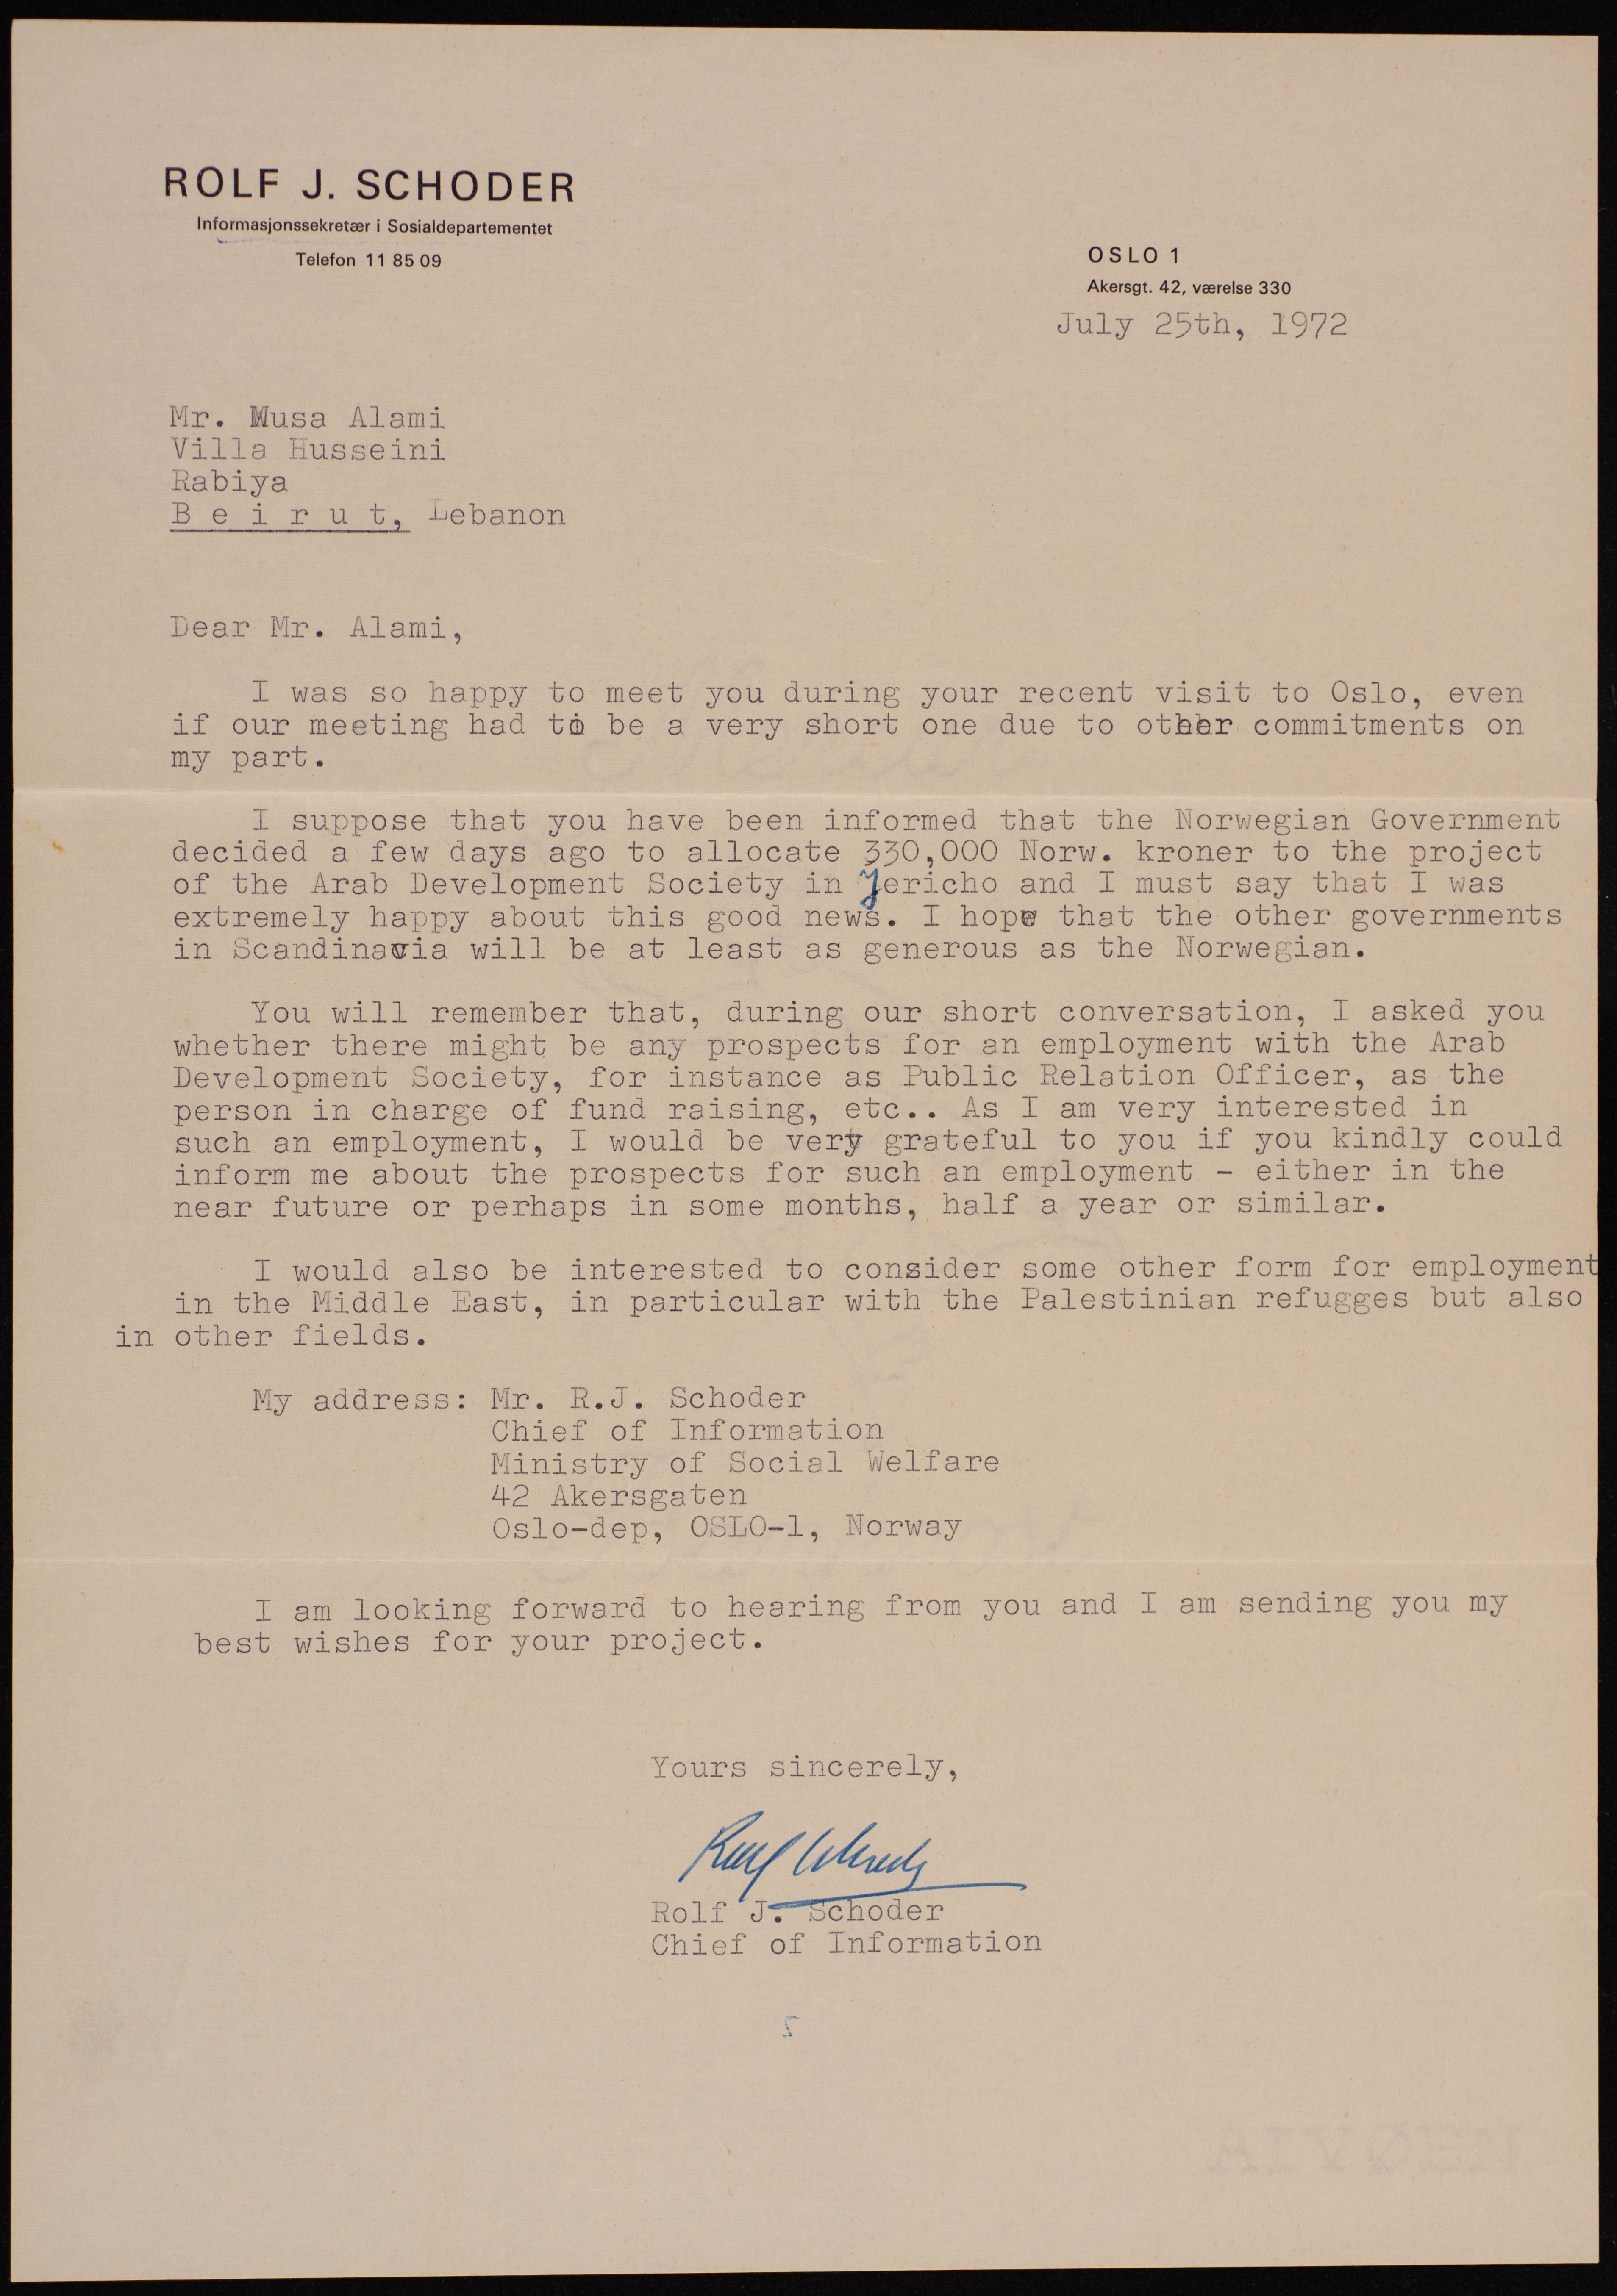 ROLF J. SCHODER
Informasjonssekretær i Sosialdepartementet
Telefon 11 85 09
OSLO 1
Akersgt. 42, værelse 330
July 25th, 1972
Mr. Musa Alami
Villa Husseini
Rabiya
B e i r u t, Lebanon
Dear Mr. Alami,
I was so happy to meet you during your recent visit to Oslo, even
if our meeting had to be a very short one due to other commitments on
my part.
I suppose that you have been informed that the Norwegian Government
decided a few days ago to allocate 330,000 Norw. kroner to the project
of the Arab Development Society in Jericho and I must say that I was
extremely happy about this good news. I hope that the other governments
in Scandinavia will be at least as generous as the Norwegian.
You will remember that, during our short conversation, I asked you
whether there might be any prospects for an employment with the Arab
Development Society, for instance as Public Relation Officer, as the
person in charge of fund raising, etc.. As I am very interested in
such an employment, I would be very grateful to you if you kindly could
inform me about the prospects for such an employment - either in the
near future or perhaps in some months, half a year or similar.
I would also be interested to consider some other form for employment
in the Middle East, in particular with the Palestinian refugges but also
in other fields.
My address: Mr. R.J. Schoder
Chief of Information
Ministry of Social Welfare
42 Akersgaten
Oslo-dep, OSLO-1, Norway
I am looking forward to hearing from you and I am sending you my
best wishes for your project.
Yours sincerely,
Rolf J. Schoder
Chief of Information